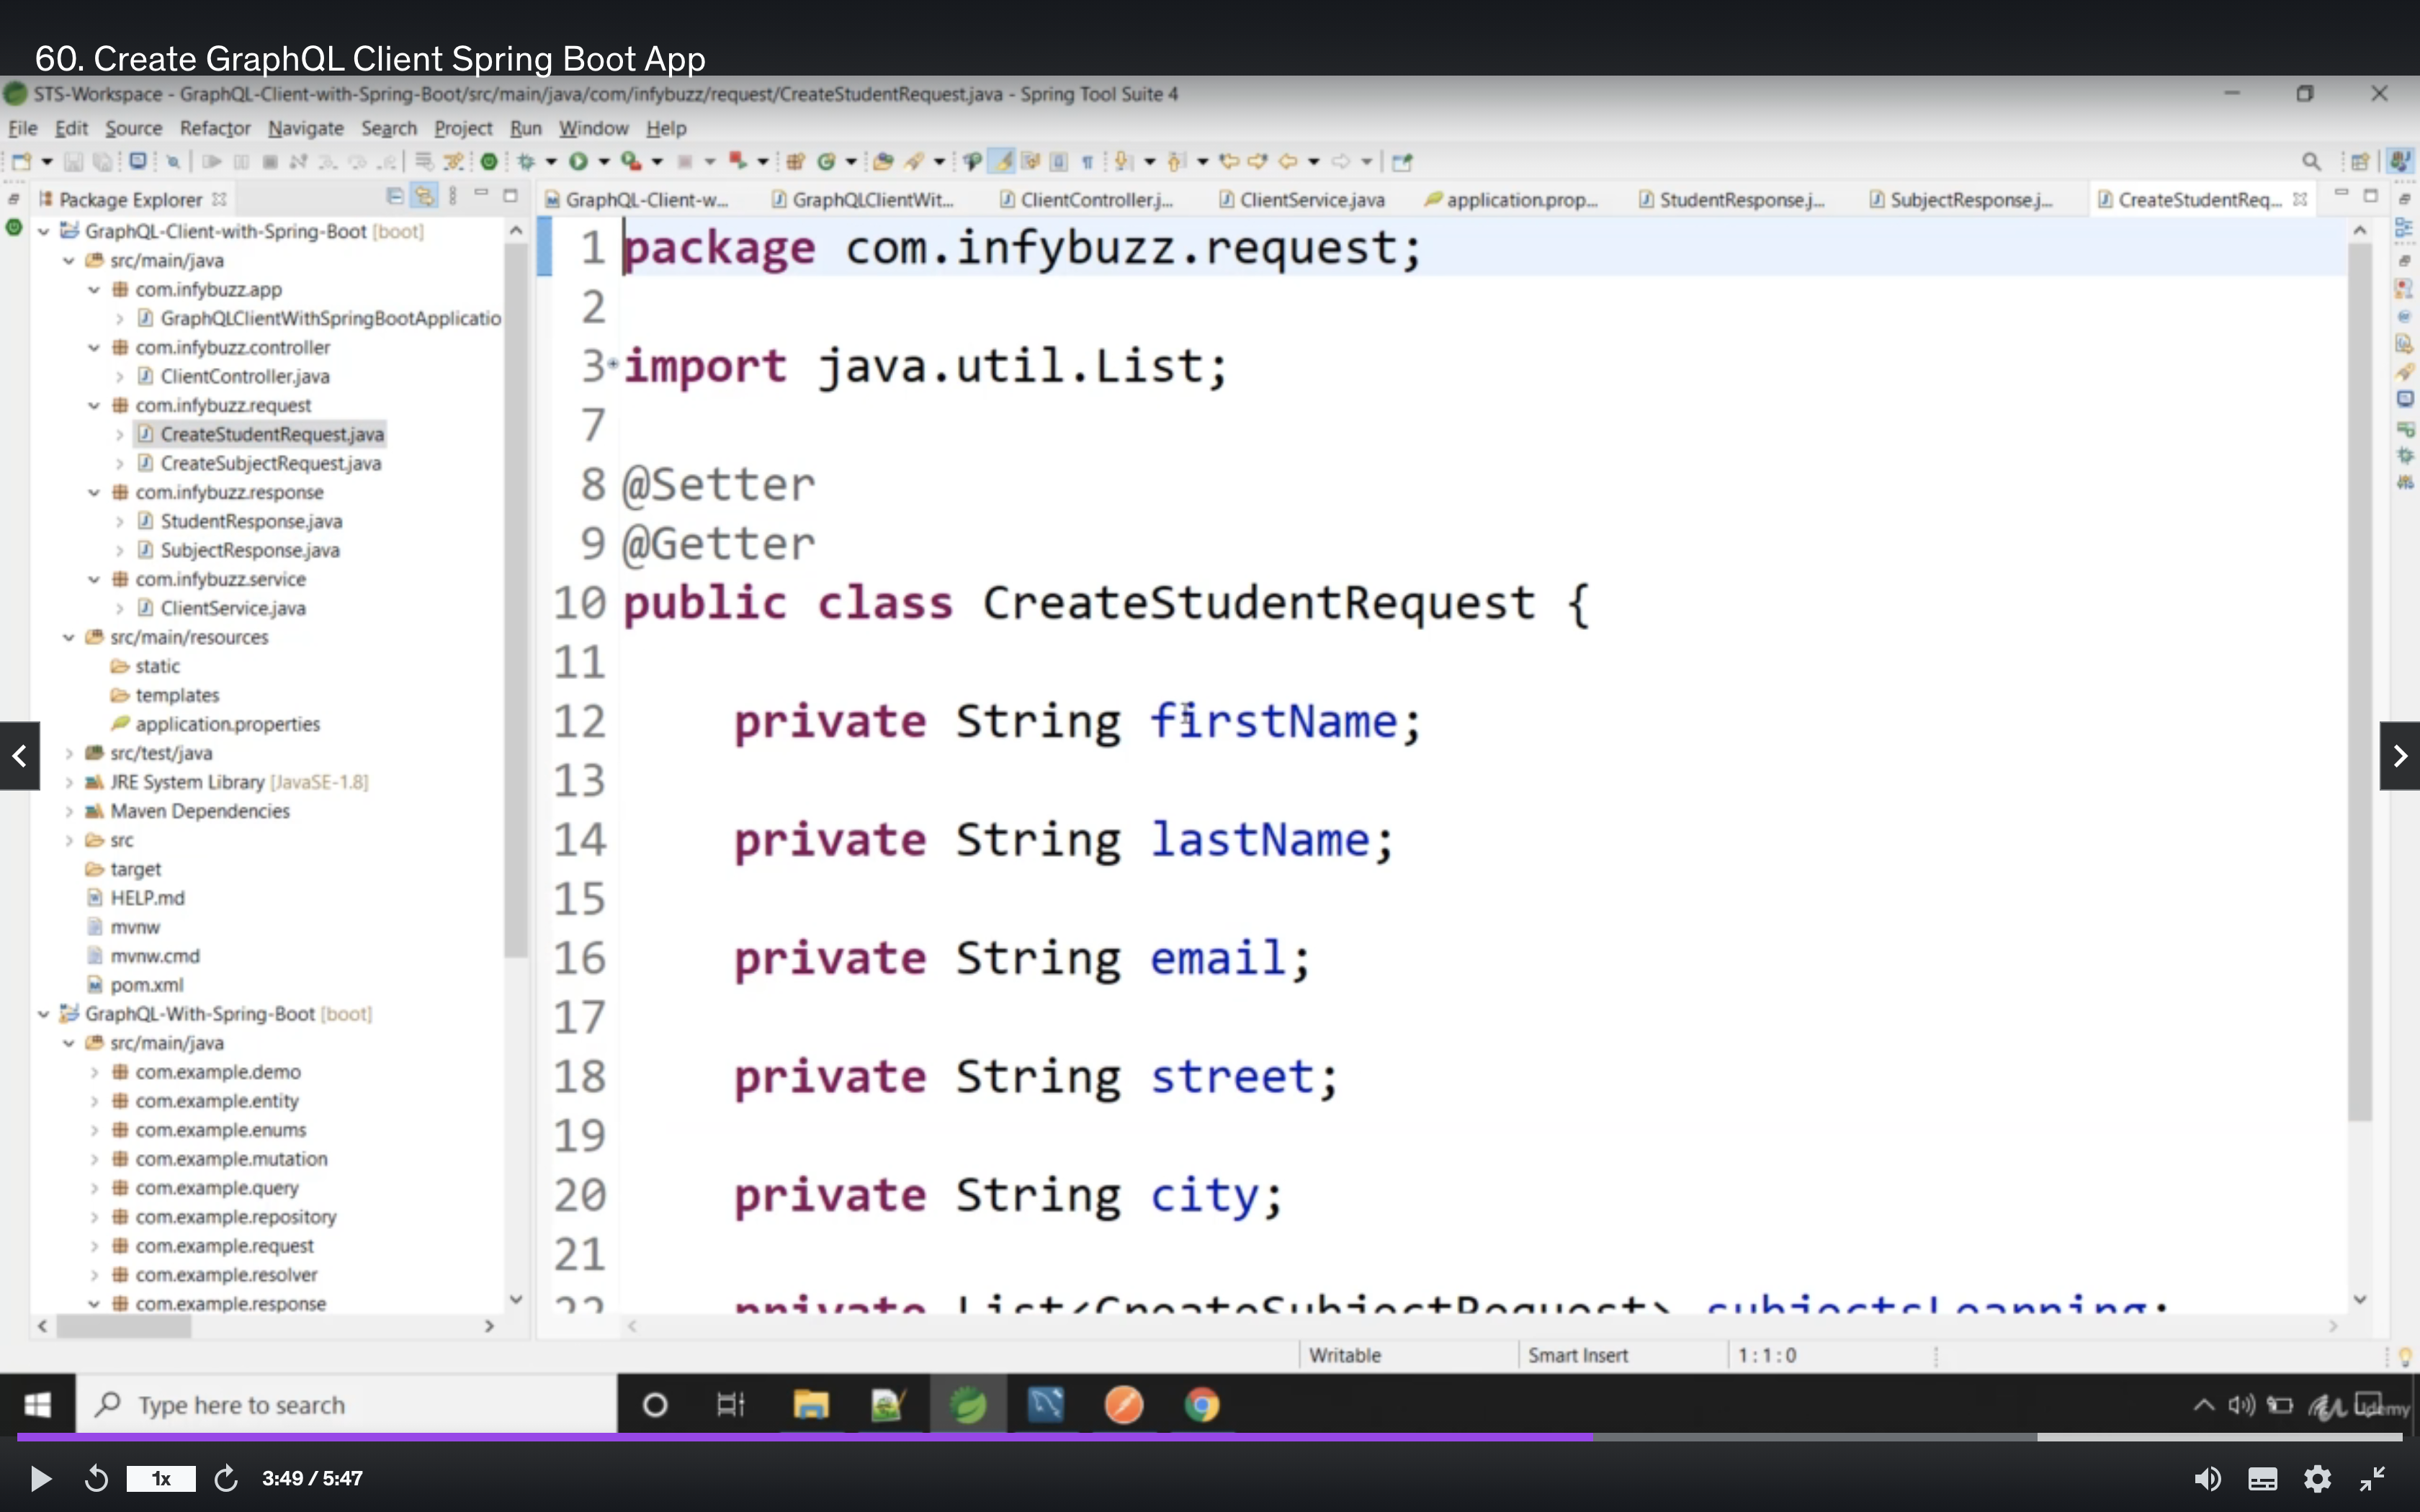 60. Create GraphQL Client Spring Boot App
STS-Workspace - GraphQL-Client-with-Spring-Boot/src/main/java/com/infybuzz/request/CreateStudentRequest.java - Spring Tool Suite 4
File Edit Source Refactor Navigate Search Project Run Window Help
Package Explorer
GraphQL-Client-w... GraphQLClientWit... ClientController.j... ClientService.java application.prop... StudentResponse.j... SubjectResponse.j... CreateStudentReq...
GraphQL-Client-with-Spring-Boot [boot]
src/main/java
com.infybuzz.app
GraphQLClientWithSpringBootApplicatio
com.infybuzz.controller
ClientController.java
com.infybuzz.request
CreateStudentRequest.java
CreateSubjectRequest.java
com.infybuzz.response
StudentResponse.java
SubjectResponse.java
com.infybuzz.service
ClientService.java
src/main/resources
static
templates
application.properties
src/test/java
JRE System Library [JavaSE-1.8]
Maven Dependencies
src
target
HELP.md
mvnw
mvnw.cmd
pom.xml
GraphQL-With-Spring-Boot [boot]
src/main/java
com.example.demo
com.example.entity
com.example.enums
com.example.mutation
com.example.query
com.example.repository
com.example.request
com.example.resolver
com.example.response
1 package com.infybuzz.request;
2
3 import java.util.List;
7
8 @Setter
9 @Getter
10 public class CreateStudentRequest {
11
12 private String firstName;
13
14 private String lastName;
15
16 private String email;
17
18 private String street;
19
20 private String city;
21
22 private List<CreateSubjectRequest> subjectsLearning;
Writable Smart Insert 1 : 1 : 0
Type here to search
Udemy
1x 3:49 / 5:47